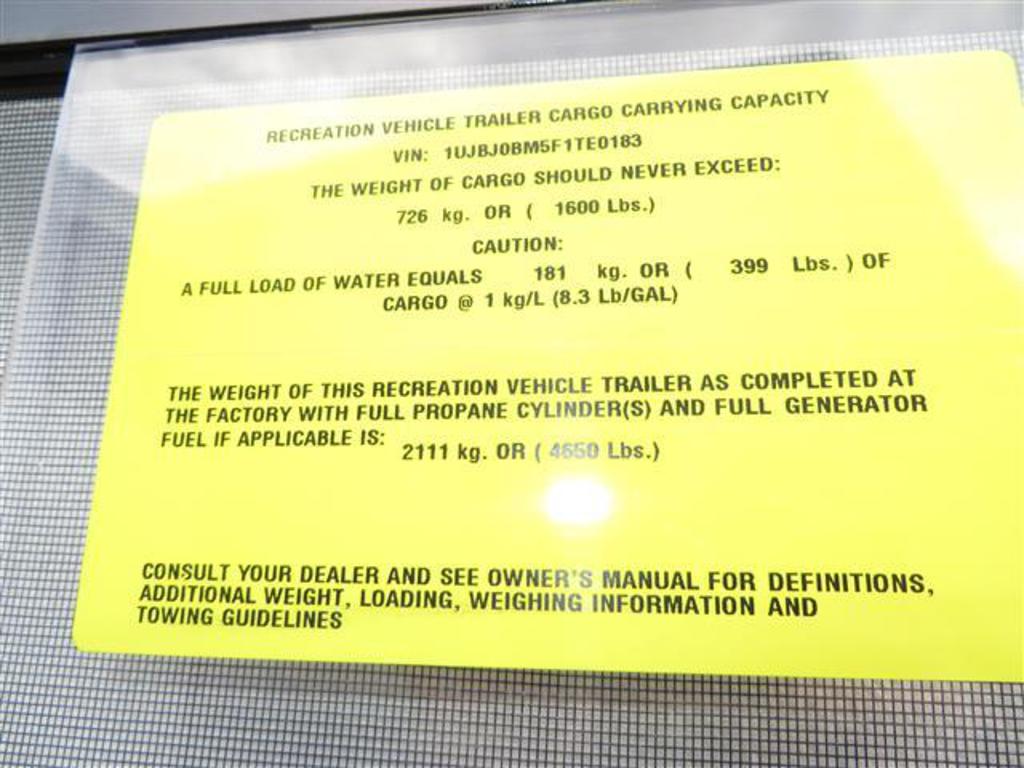 RECREATION VEHICLE TRAILER CARGO CARRYING CAPACITY
VIN: 1UJBJ0BM5F1TE0183
THE WEIGHT OF CARGO SHOULD NEVER EXCEED:
726 kg. OR ( 1600 Lbs.)
CAUTION:
A FULL LOAD OF WATER EQUALS 181 kg. OR ( 399 Lbs. ) OF
CARGO @ 1 kg/L (8.3 Lb/GAL)
THE WEIGHT OF THIS RECREATION VEHICLE TRAILER AS COMPLETED AT
THE FACTORY WITH FULL PROPANE CYLINDER(S) AND FULL GENERATOR
FUEL IF APPLICABLE IS:
2111 kg. OR ( 4650 Lbs.)
CONSULT YOUR DEALER AND SEE OWNER'S MANUAL FOR DEFINITIONS,
ADDITIONAL WEIGHT, LOADING, WEIGHING INFORMATION AND
TOWING GUIDELINES